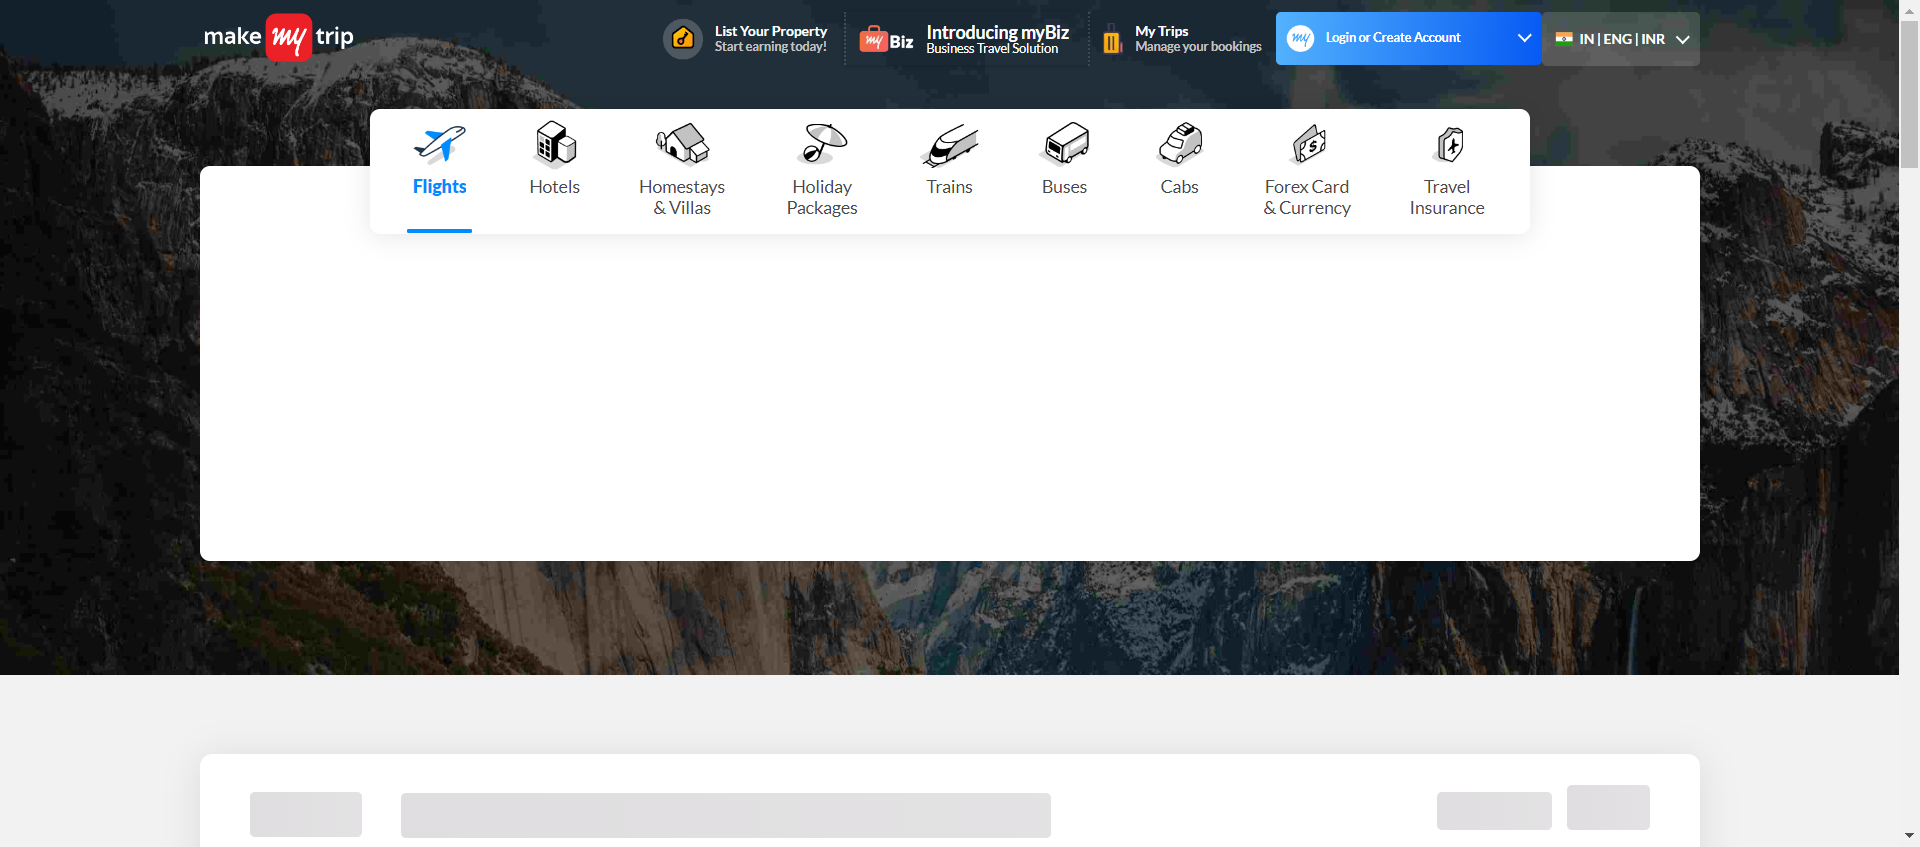 make my trip
List Your Property
Start earning today!
my Biz
Introducing myBiz
Business Travel Solution
My Trips
Manage your bookings
my
Login or Create Account
IN | ENG | INR
Flights
Hotels
Homestays
& Villas
Holiday
Packages
Trains
Buses
Cabs
$
Forex Card
& Currency
Travel
Insurance